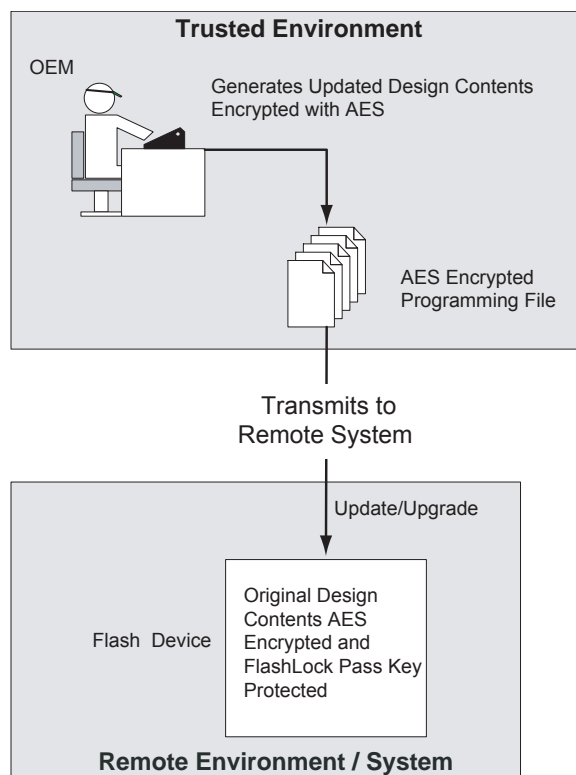 Trusted Environment
OEM
Generates Updated Design Contents
Encrypted with AES
AES Encrypted
Programming File
Transmits to
Remote System
Update/Upgrade
Original Design
Contents AES
Encrypted and
FlashLock Pass Key
Protected
Flash Device
Remote Environment / System